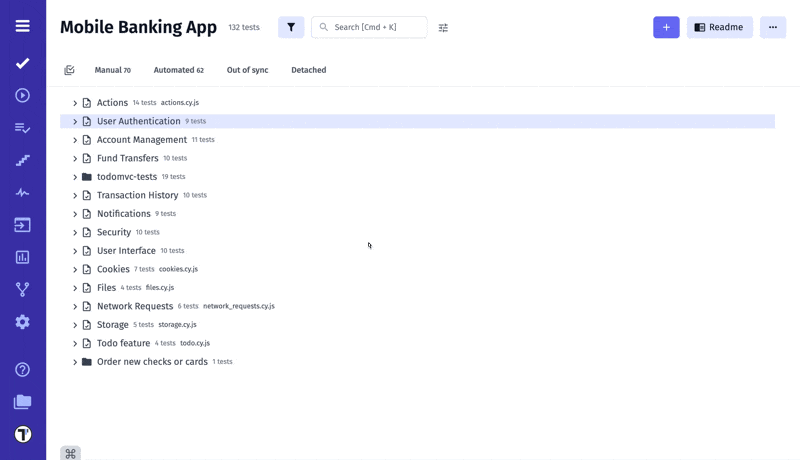 Mobile Banking App 132 tests Search [Cmd + K] + Readme ...
Manual 70 Automated 62 Out of sync Detached
Actions 14 tests actions.cy.js
User Authentication 9 tests
Account Management 11 tests
Fund Transfers 10 tests
todomvc-tests 19 tests
Transaction History 10 tests
Notifications 9 tests
Security 10 tests
User Interface 10 tests
Cookies 7 tests cookies.cy.js
Files 4 tests files.cy.js
Network Requests 6 tests network_requests.cy.js
Storage 5 tests storage.cy.js
Todo feature 4 tests todo.cy.js
Order new checks or cards 1 tests